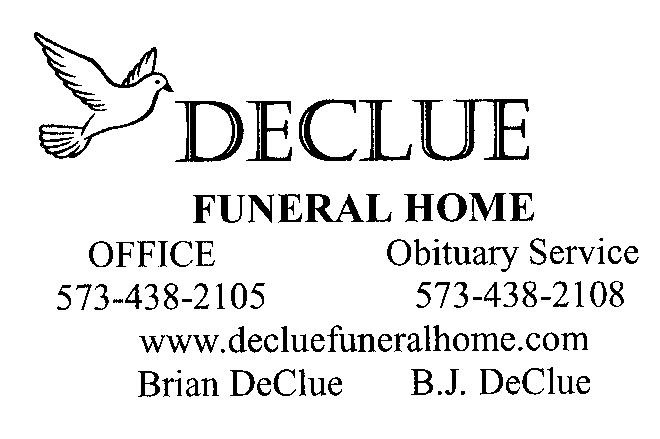 DECLUE
FUNERAL HOME
OFFICE Obituary Service
573-438-2105 573-438-2108
www.decluefuneralhome.com
Brian DeClue B.J. DeClue